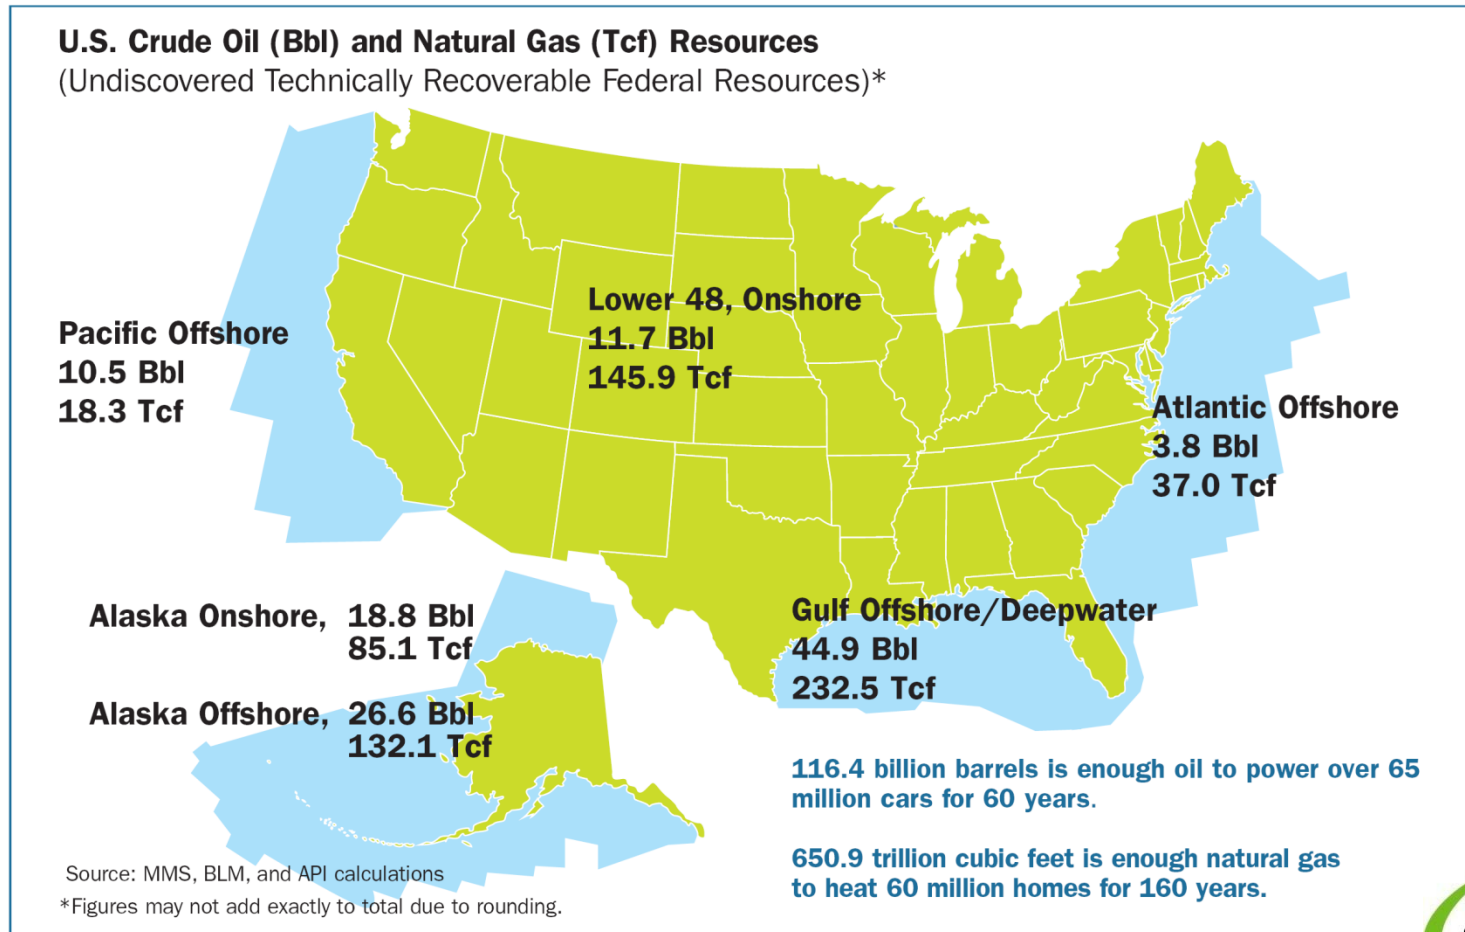 U.S. Crude Oil (Bbl) and Natural Gas (Tcf) Resources
(Undiscovered Technically Recoverable Federal Resources)*
Lower 48, Onshore
11.7 Bbl
145.9 Tcf
Pacific Offshore
10.5 Bbl
18.3 Tcf
Atlantic Offshore
3.8 Bbl
37.0 Tcf
Alaska Onshore, 18.8 Bbl
85.1 Tcf
Gulf Offshore/Deepwater
44.9 Bbl
232.5 Tcf
Alaska Offshore, 26.6 Bbl
132.1 Tcf
116.4 billion barrels is enough oil to power over 65
million cars for 60 years.
650.9 trillion cubic feet is enough natural gas
to heat 60 million homes for 160 years.
Source: MMS, BLM, and API calculations
*Figures may not add exactly to total due to rounding.